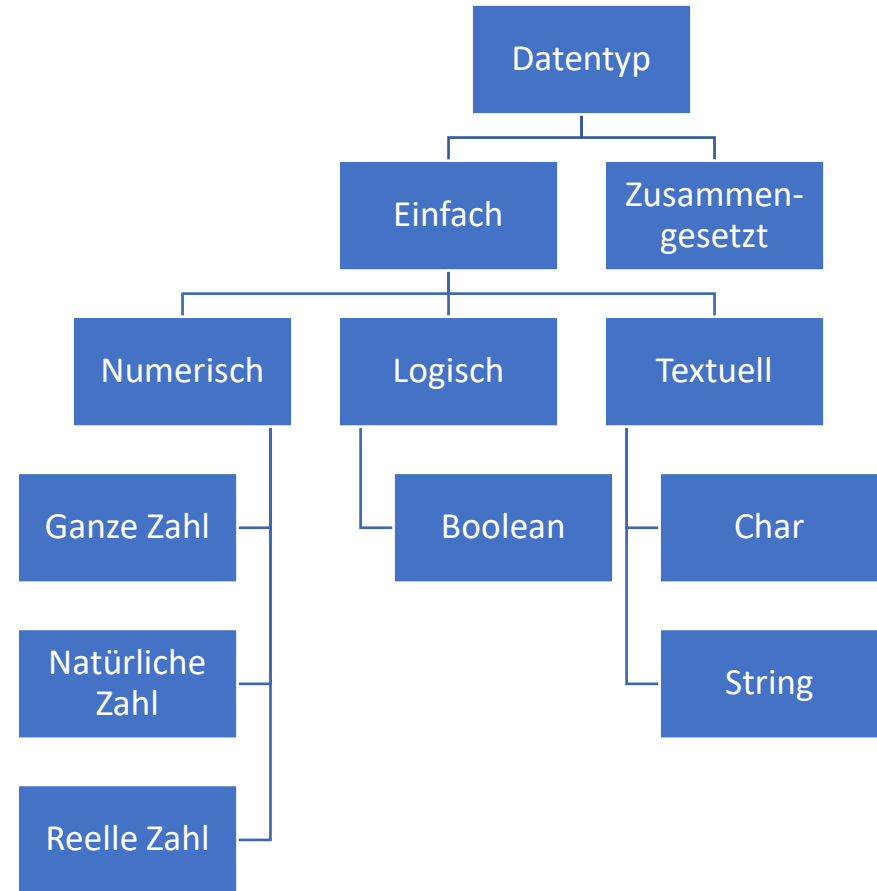 Datentyp
Einfach
Zusammen-
gesetzt
Numerisch
Logisch
Textuell
Ganze Zahl
Boolean
Char
Natürliche
Zahl
String
Reelle Zahl